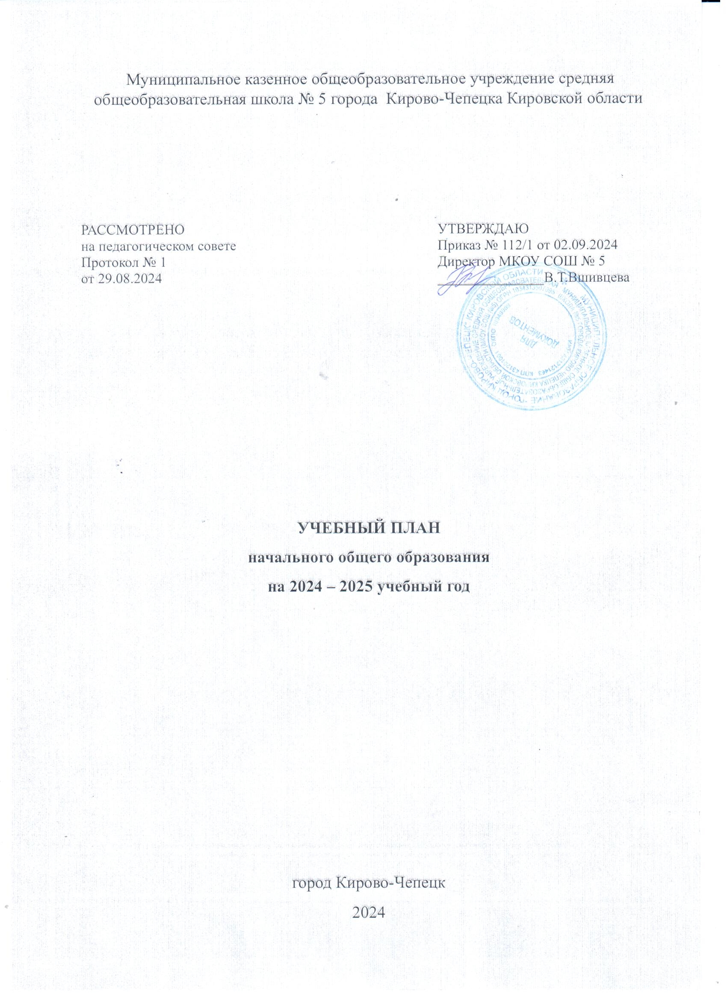 Муниципальное казенное общеобразовательное учреждение средняя
общеобразовательная школа № 5 города Кирово-Чепецка Кировской области
РАССМОТРЕНО
на педагогическом совете
Протокол № 1
от 29.08.2024
УТВЕРЖДАЮ
Приказ № 112/1 от 02.09.2024
Директор МКОУ СОШ № 5
______________В.Т.Вшивцева
ДЛЯ
ДОКУМЕНТОВ
УЧЕБНЫЙ ПЛАН
начального общего образования
на 2024 – 2025 учебный год
город Кирово-Чепецк
2024